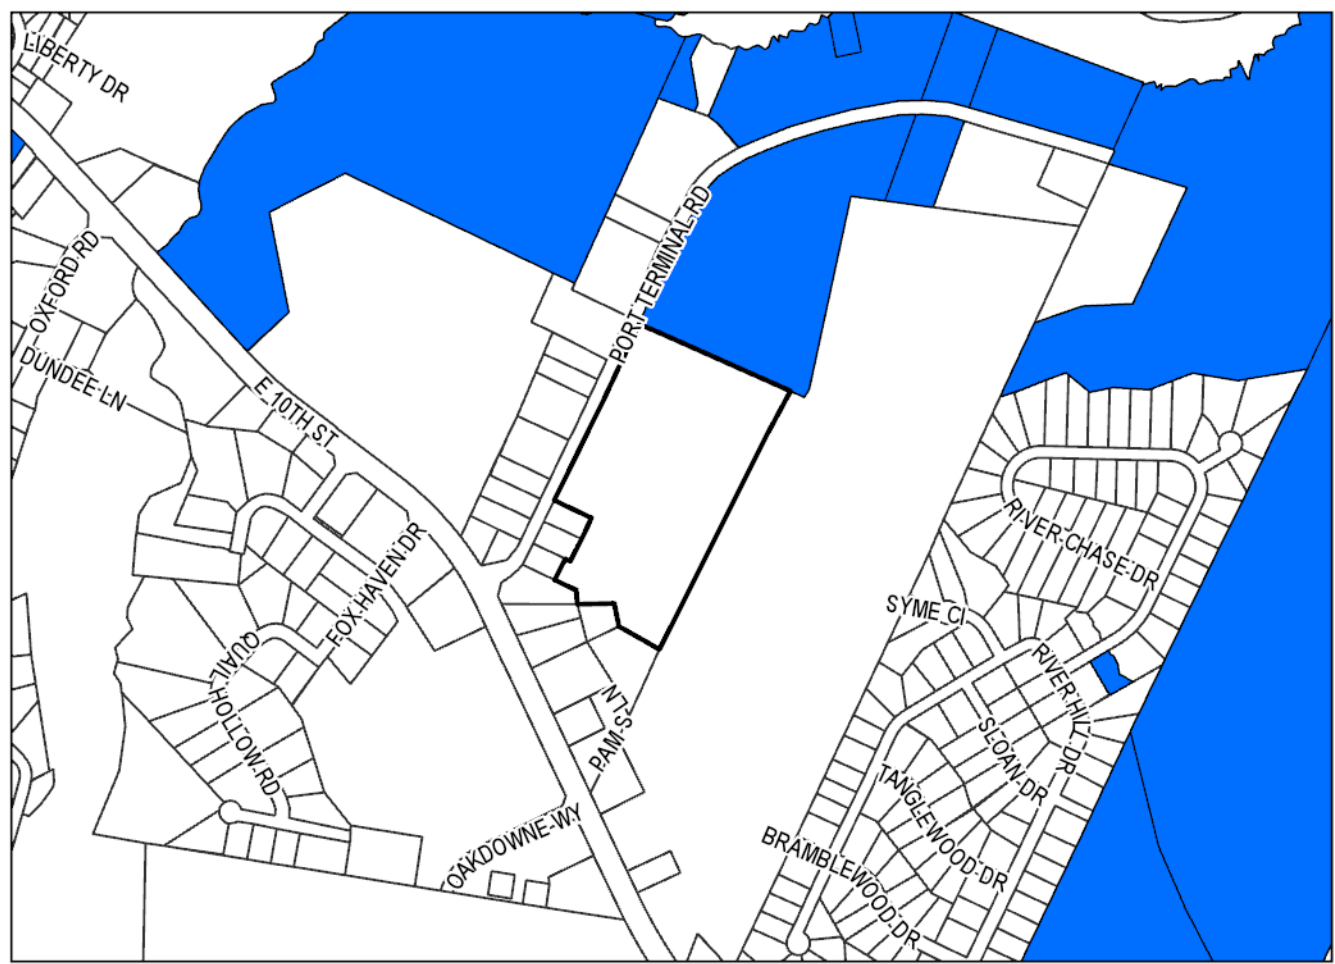 LIBERTY DR
OXFORD RD
DUNDEE LN
E 10TH ST
PORT TERMINAL RD
FOX HAVEN DR
QUAIL HOLLOW RD
PAM S LN
OAKDOWNE WY
RIVER CHASE DR
SYME CI
RIVER HILL DR
SLOAN DR
TANGLEWOOD DR
BRAMBLEWOOD DR